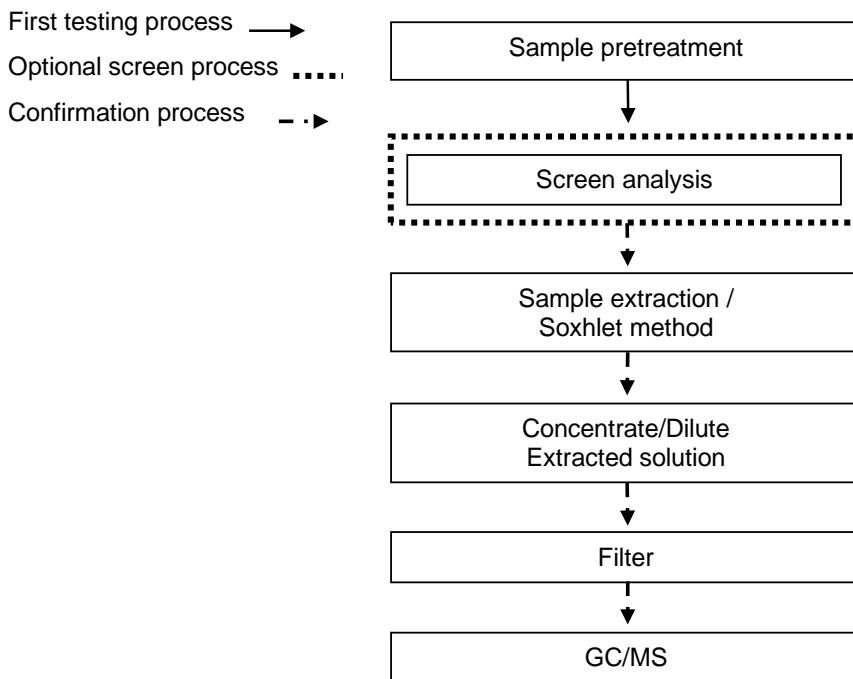 First testing process
Optional screen process
Confirmation process
Sample pretreatment
Screen analysis
Sample extraction /
Soxhlet method
Concentrate/Dilute
Extracted solution
Filter
GC/MS